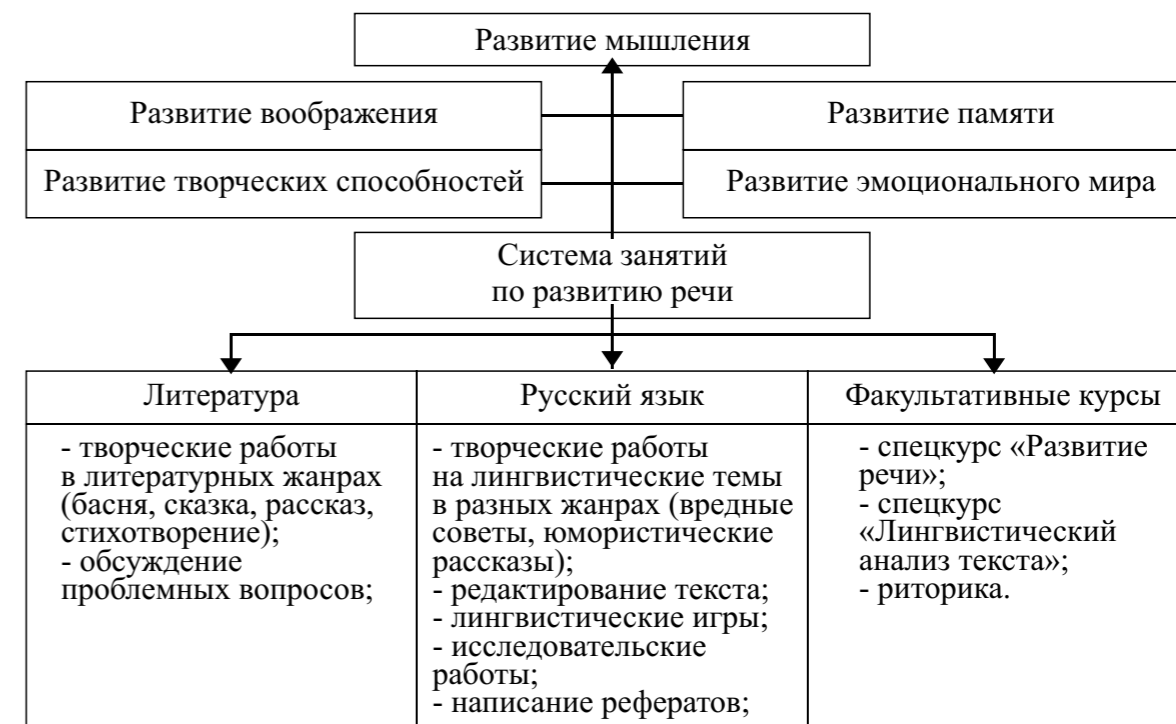 Развитие мышления
Развитие воображения
Развитие памяти
Развитие творческих способностей
Развитие эмоционального мира
Система занятий
по развитию речи
Литература
Русский язык
Факультативные курсы
- творческие работы
в литературных жанрах
(басня, сказка, рассказ,
стихотворение);
- обсуждение
проблемных вопросов;
- творческие работы
на лингвистические темы
в разных жанрах (вредные
советы, юмористические
рассказы);
- редактирование текста;
- лингвистические игры;
- исследовательские
работы;
- написание рефератов;
- спецкурс «Развитие
речи»;
- спецкурс
«Лингвистический
анализ текста»;
- риторика.